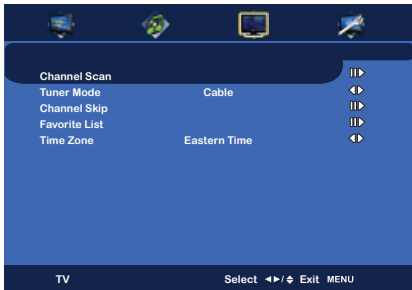 Channel Scan
Tuner Mode Cable
Channel Skip
Favorite List
Time Zone Eastern Time
TV Select ◄►/♦ Exit MENU